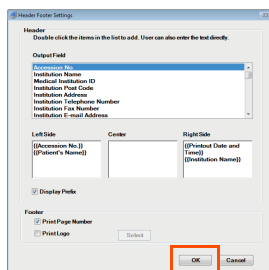 Header Footer Settings
Header
Double click the items in the list to add. User can also enter the text directly.
Output Field
Accession No.
Institution Name
Medical Institution ID
Institution Post Code
Institution Address
Institution Telephone Number
Institution Fax Number
Institution E-mail Address
Left Side
Center
Right Side
{{Accession No.}}
{{Patient's Name}}
{{Printout Date and
Time}}
{{Institution Name}}
Display Prefix
Footer
Print Page Number
Print Logo
Select
OK
Cancel